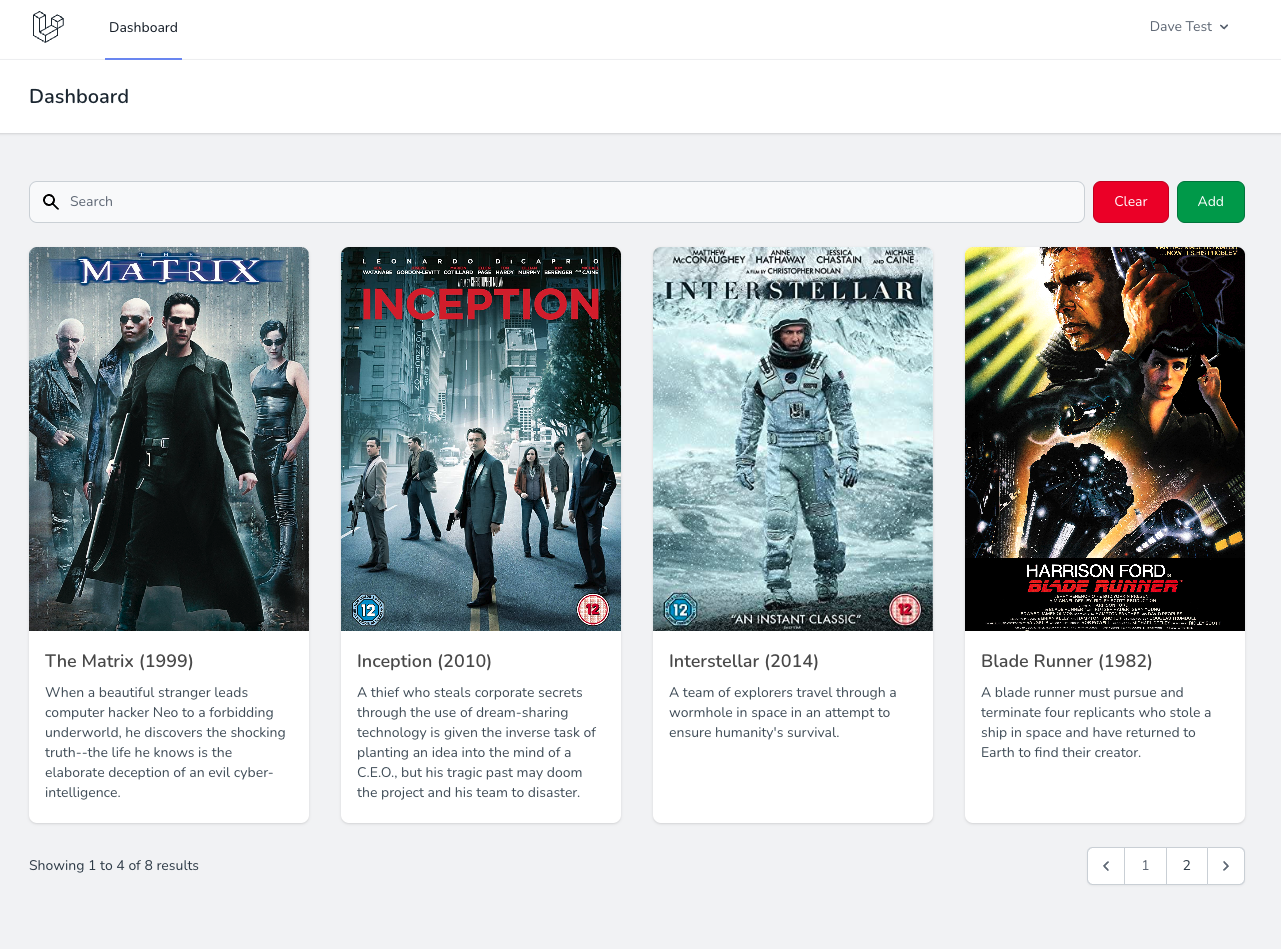 Dashboard
Dave Test
Dashboard
Search
Clear
Add
THE
MATRIX
LEONARDO DiCAPRIO
WATANABE GORDON-LEVITT COTILLARD PAGE HARDY MURPHY BERENGER AND CAINE
INCEPTION
12
12
MATTHEW McCONAUGHEY
ANNE HATHAWAY
JESSICA CHASTAIN
MICHAEL AND CAINE
A FILM BY CHRISTOPHER NOLAN
INTERSTELLAR
12
12
"AN INSTANT CLASSIC"
... NOW IT'S HIS PROBLEM
HARRISON FORD IS
BLADE RUNNER
The Matrix (1999)
When a beautiful stranger leads
computer hacker Neo to a forbidding
underworld, he discovers the shocking
truth--the life he knows is the
elaborate deception of an evil cyber-
intelligence.
Inception (2010)
A thief who steals corporate secrets
through the use of dream-sharing
technology is given the inverse task of
planting an idea into the mind of a
C.E.O., but his tragic past may doom
the project and his team to disaster.
Interstellar (2014)
A team of explorers travel through a
wormhole in space in an attempt to
ensure humanity's survival.
Blade Runner (1982)
A blade runner must pursue and
terminate four replicants who stole a
ship in space and have returned to
Earth to find their creator.
Showing 1 to 4 of 8 results
1
2